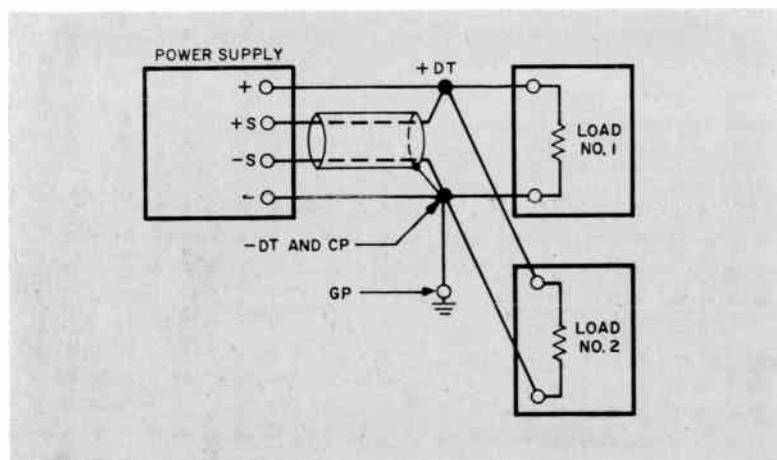 POWER SUPPLY
+
+S
-S
-
+DT
LOAD
NO. 1
-DT AND CP
GP
LOAD
NO. 2